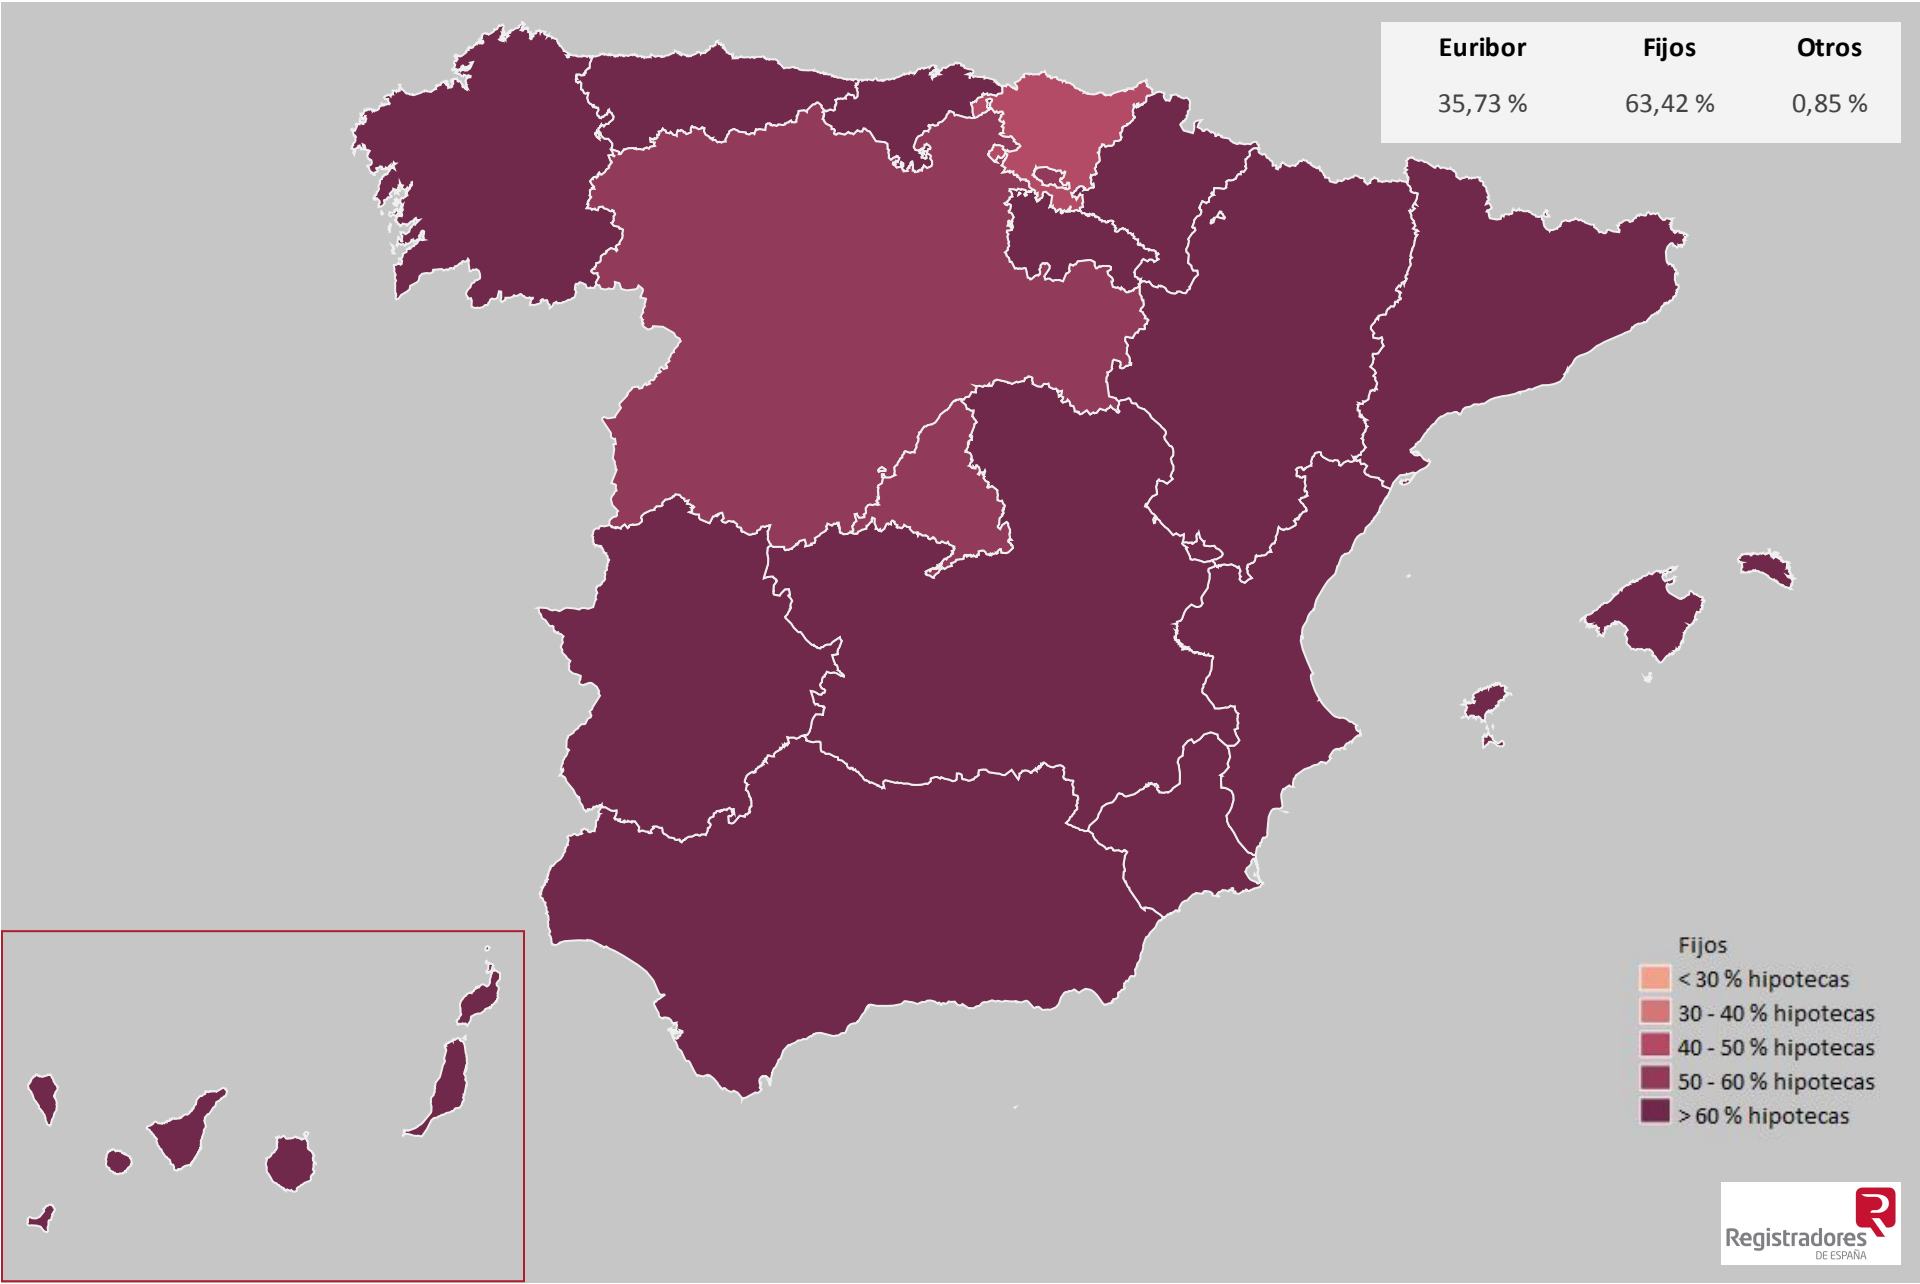 Euribor Fijos Otros
35,73 % 63,42 % 0,85 %
Fijos
< 30 % hipotecas
30 - 40 % hipotecas
40 - 50 % hipotecas
50 - 60 % hipotecas
> 60 % hipotecas
Registradores
DE ESPAÑA